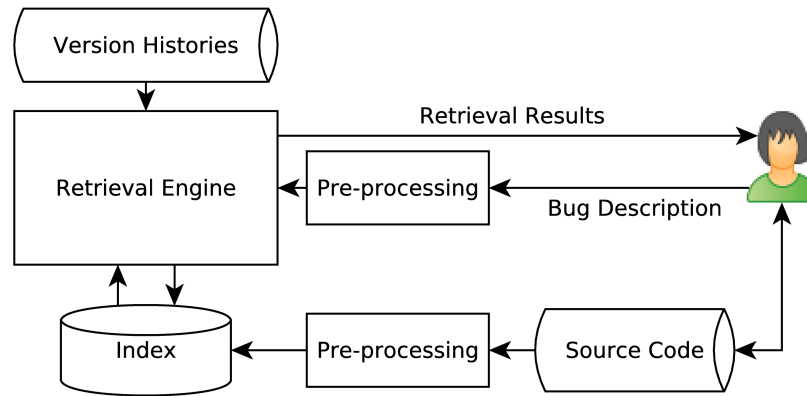 Version Histories
Retrieval Results
Retrieval Engine
Pre-processing
Bug Description
Index
Pre-processing
Source Code